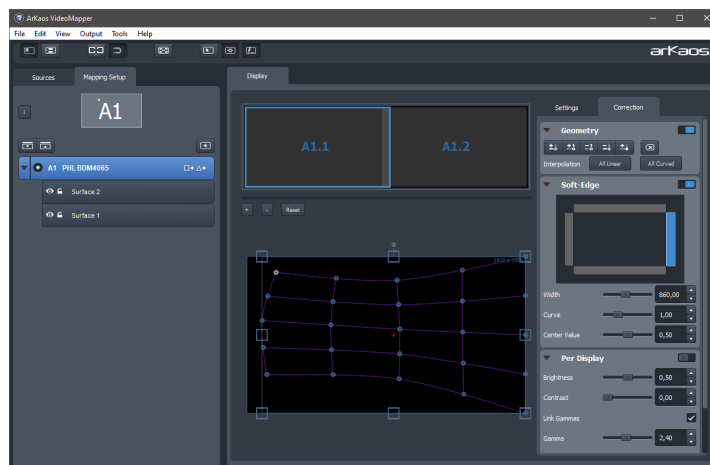 ArKaos VideoMapper
File Edit View Output Tools Help
arkaos
Sources Mapping Setup
A1
A1 PHL BDM4065
Surface 2
Surface 1
Display
A1.1 A1.2
+ - Reset
Settings Correction
Geometry
Interpolation All Linear All Curved
Soft-Edge
Width 860,00
Curve 1,00
Center Value 0,50
Per Display
Brightness 0,50
Contrast 0,00
Link Gammas
Gamma 2,40